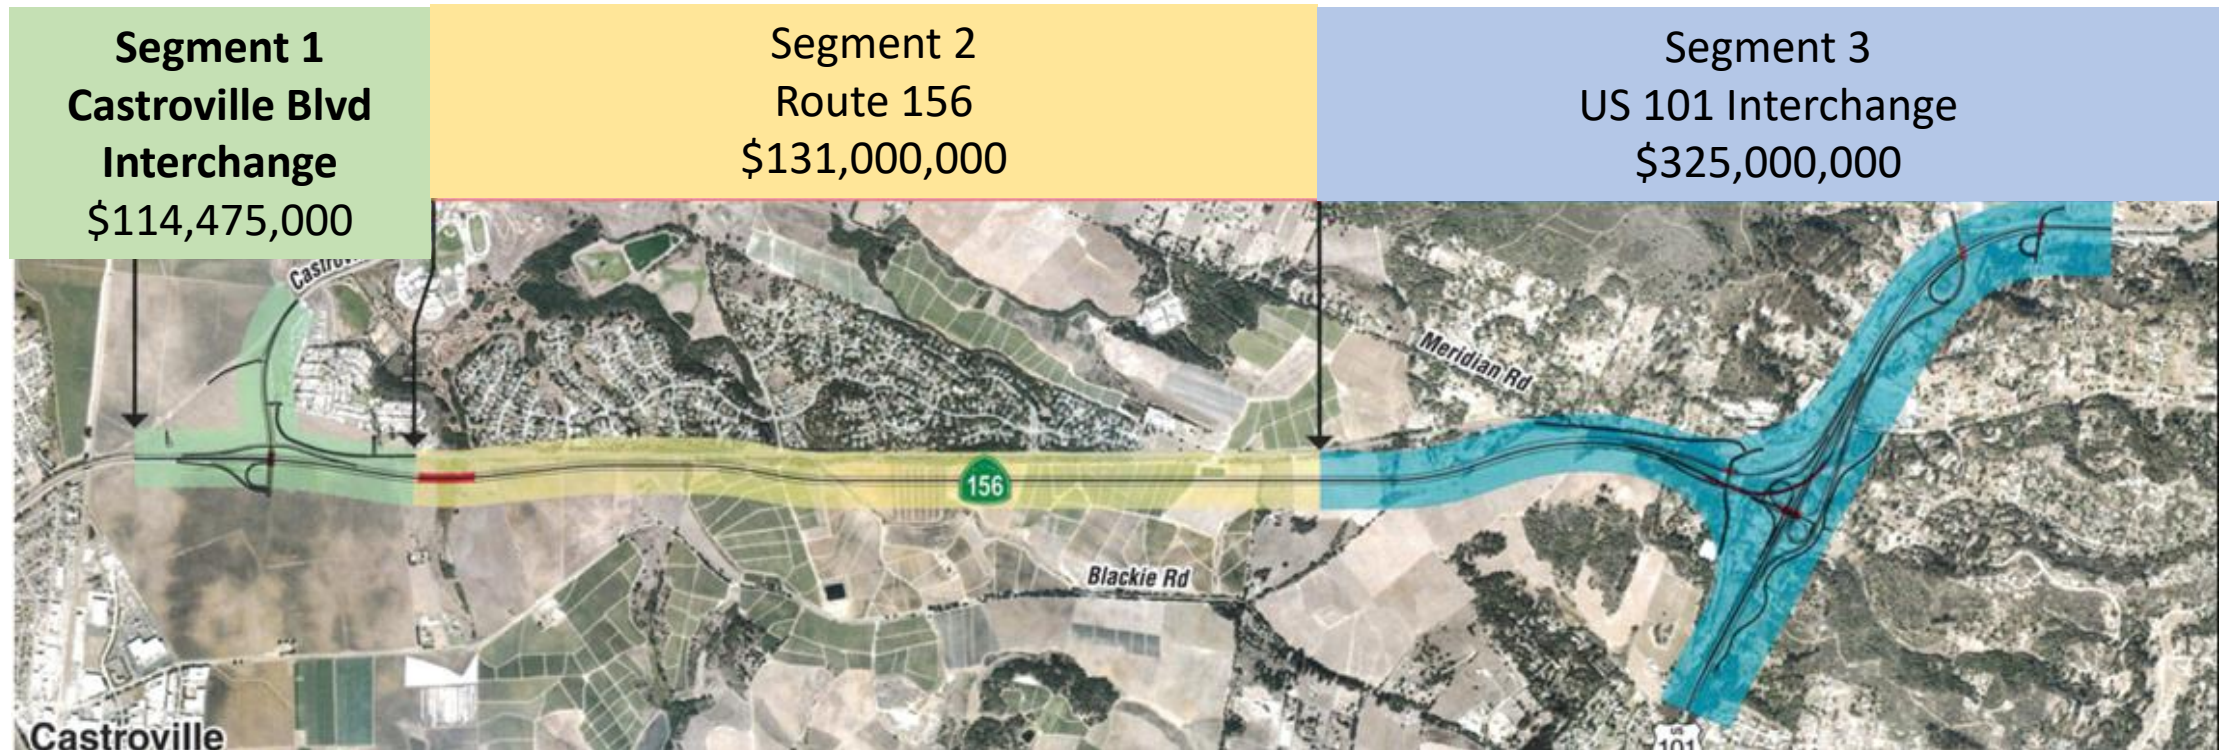 Segment 1
Castroville Blvd
Interchange
$114,475,000
Segment 2
Route 156
$131,000,000
Segment 3
US 101 Interchange
$325,000,000
Meridian Rd
156
Blackie Rd
Castroville
101